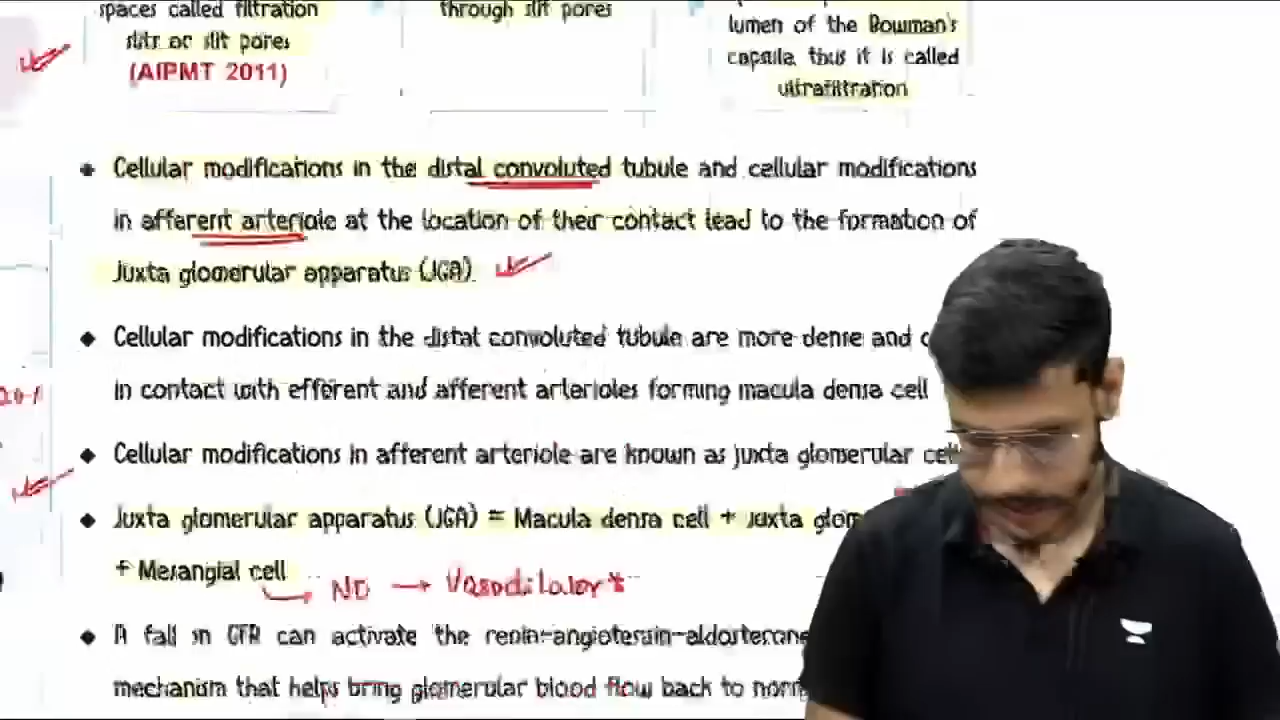 spaces called filtration
slits or slit pores
(AIPMT 2011)
through slit pores
lumen of the Bowman's
capsule thus it is called
ultrafiltration
Cellular modifications in the distal convoluted tubule and cellular modifications
in afferent arteriole at the location of their contact lead to the formation of
Juxta glomerular apparatus (JGA).
Cellular modifications in the distal convoluted tubule are more dense and
in contact with efferent and afferent arterioles forming macula densa cell
Cellular modifications in afferent arteriole are known as juxta glomerular cell
Juxta glomerular apparatus (JGA) = Macula densa cell + Juxta glom
+ Mesangial cell
NO → Vasodilator *
A fall in GFR can activate the renin-angiotensin-aldosterone
mechanism that helps bring glomerular blood flow back to norm